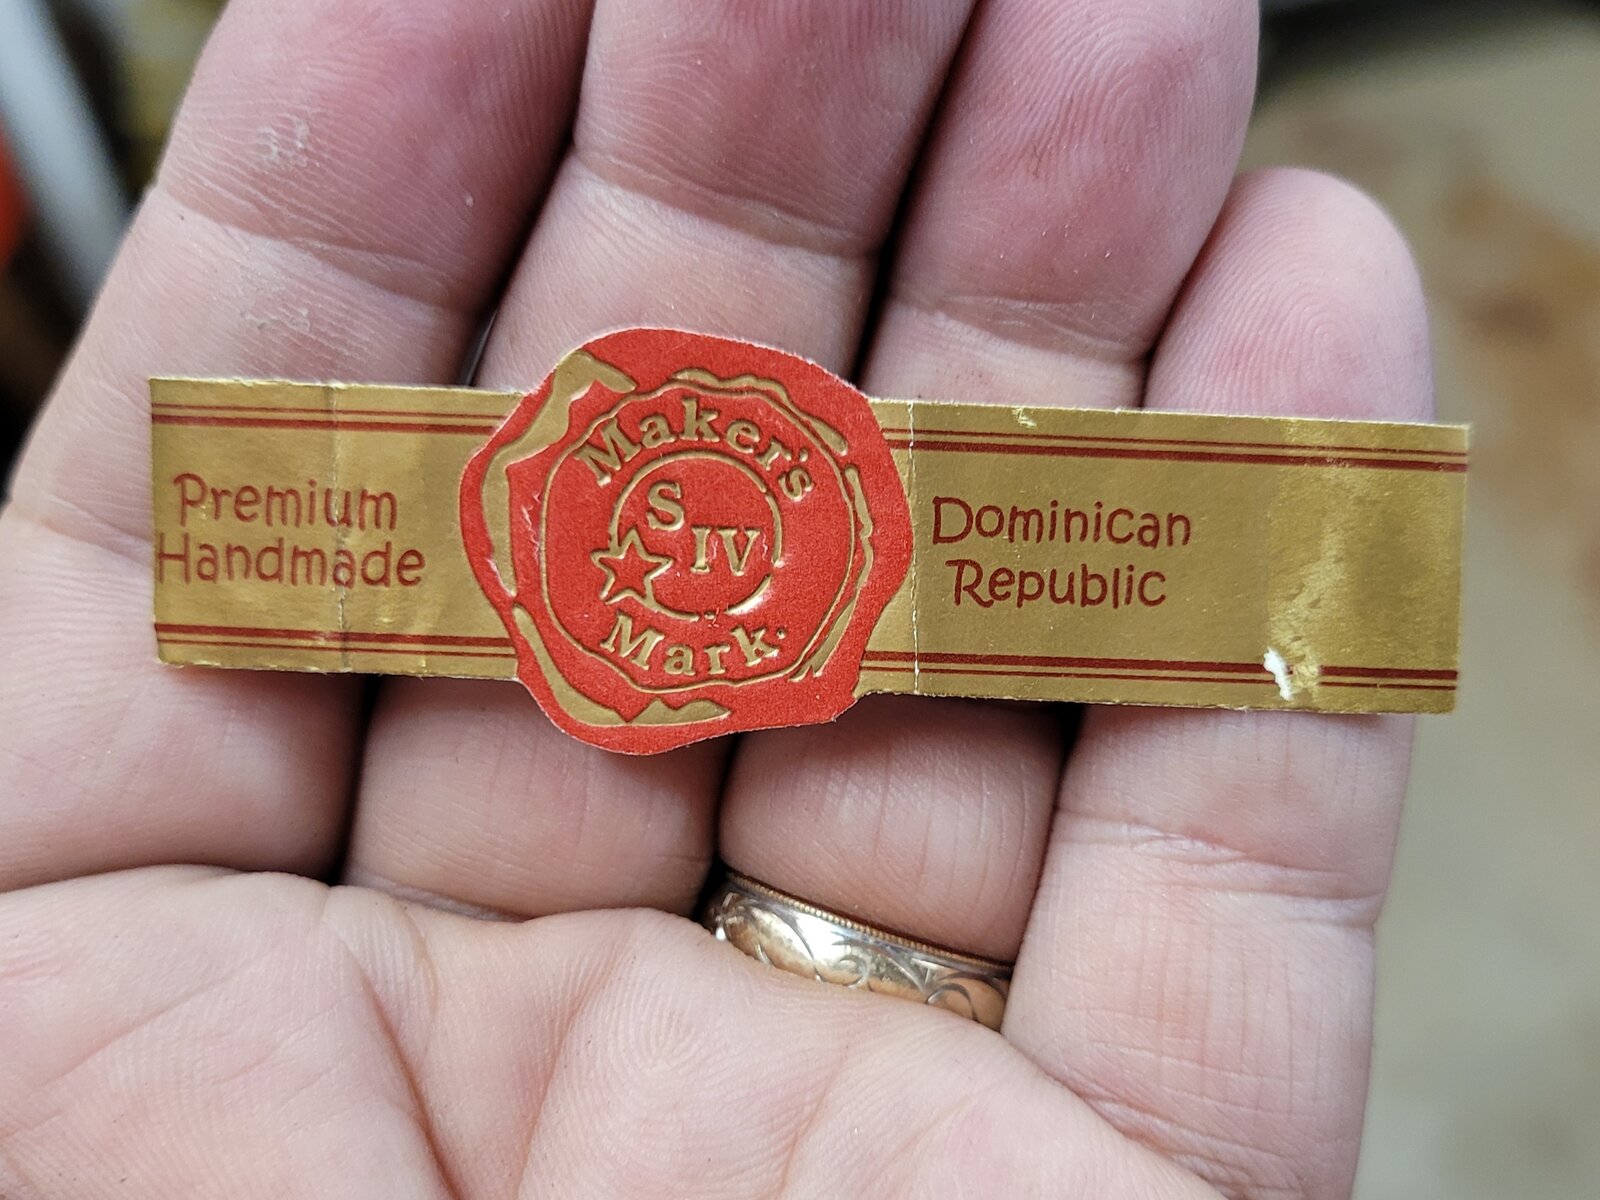 Premium
Handmade
Maker's
S IV
Mark
Dominican
Republic